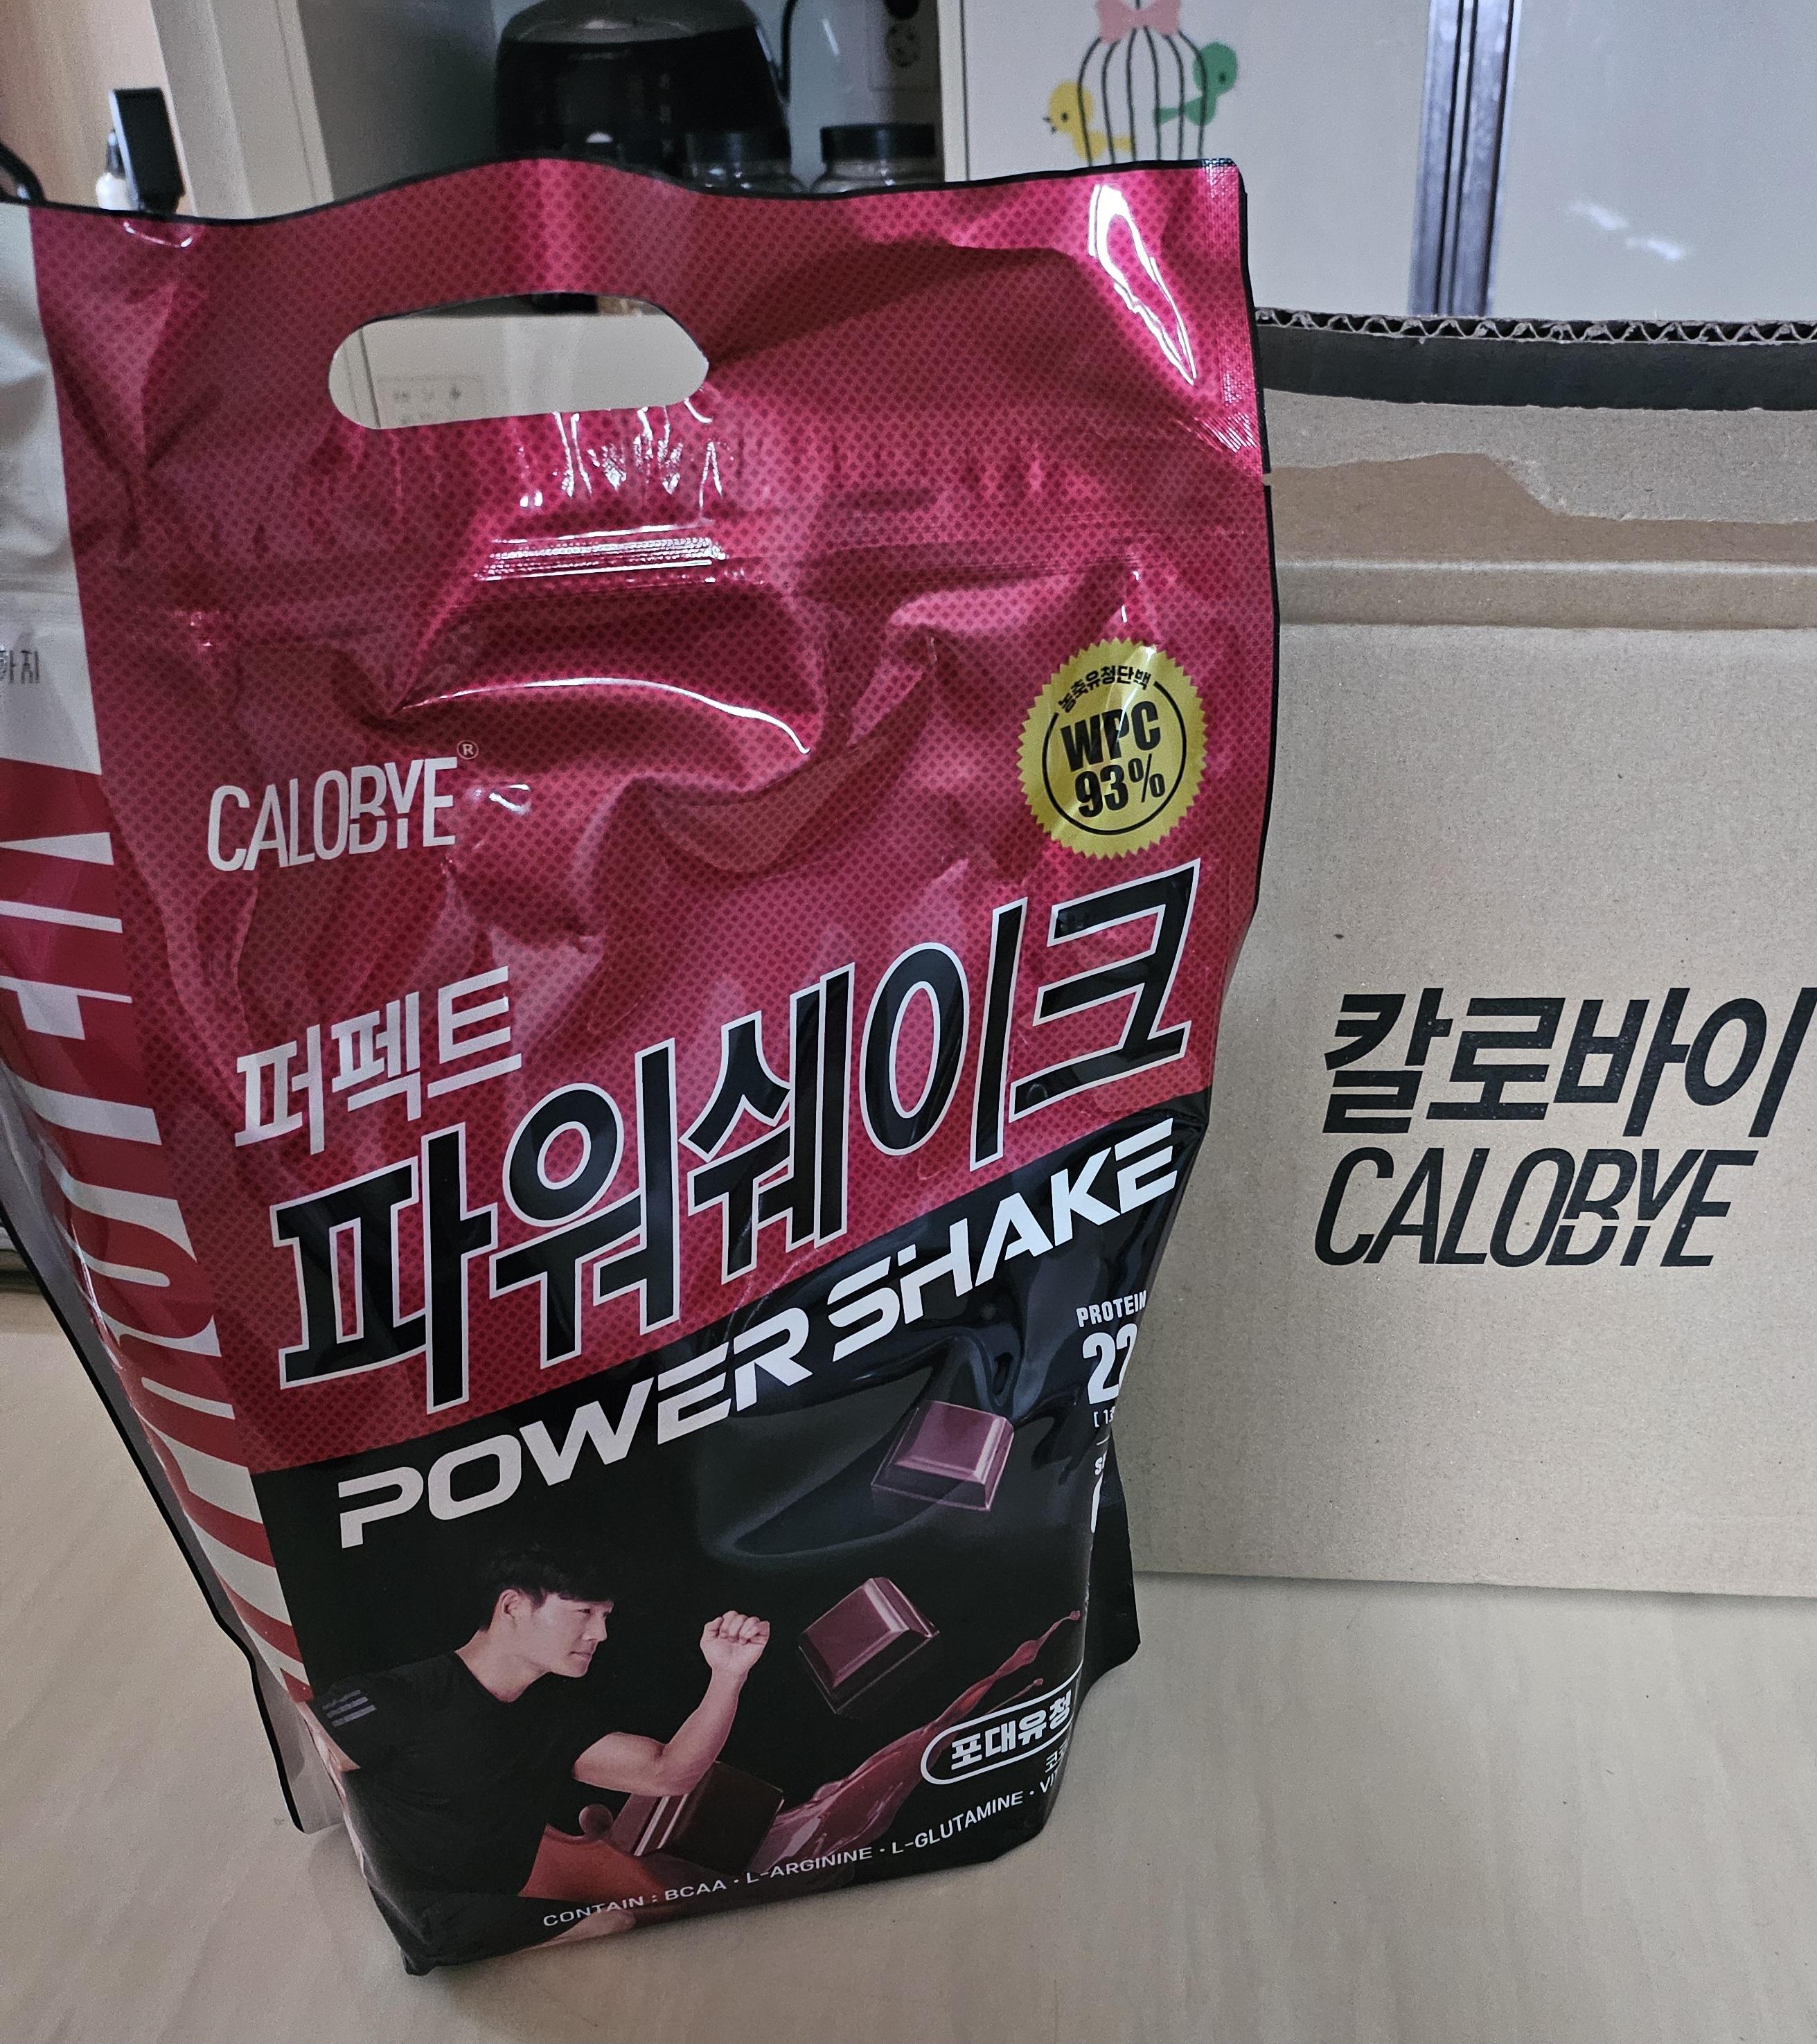 CALOBYE®
농축유청단백
WPC
93%
퍼펙트
파워쉐이크
POWER SHAKE
PROTEIN
포대유청
CONTAIN : BCAA · L-ARGININE · L-GLUTAMINE ·
칼로바이
CALOBYE